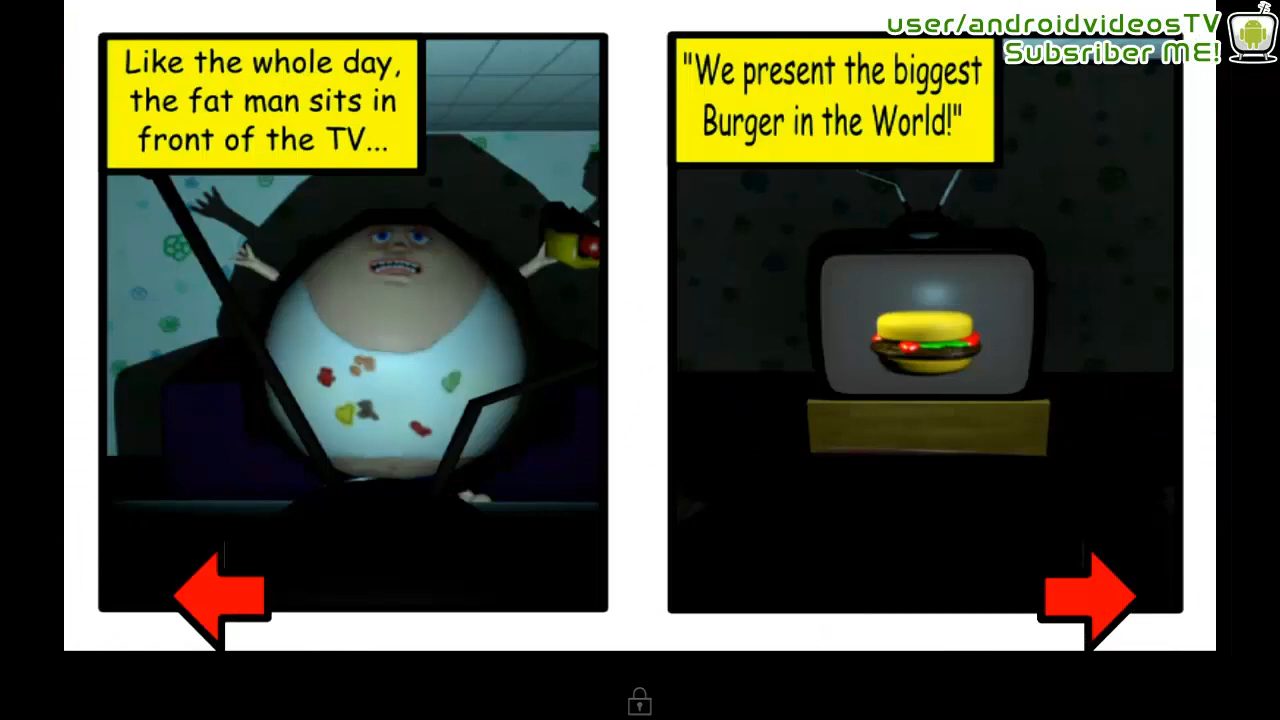 user/androidvideosTV
Subsriber ME!
Like the whole day,
the fat man sits in
front of the TV...
"We present the biggest
Burger in the World!"